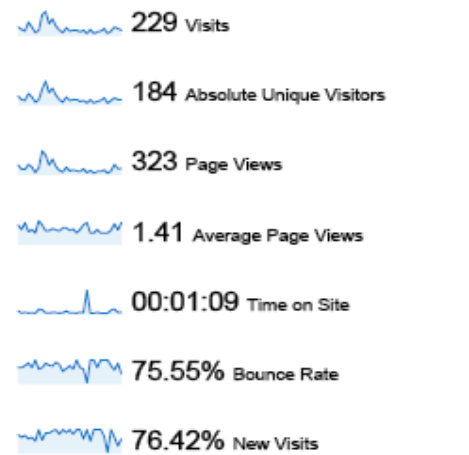 229 Visits
184 Absolute Unique Visitors
323 Page Views
1.41 Average Page Views
00:01:09 Time on Site
75.55% Bounce Rate
76.42% New Visits